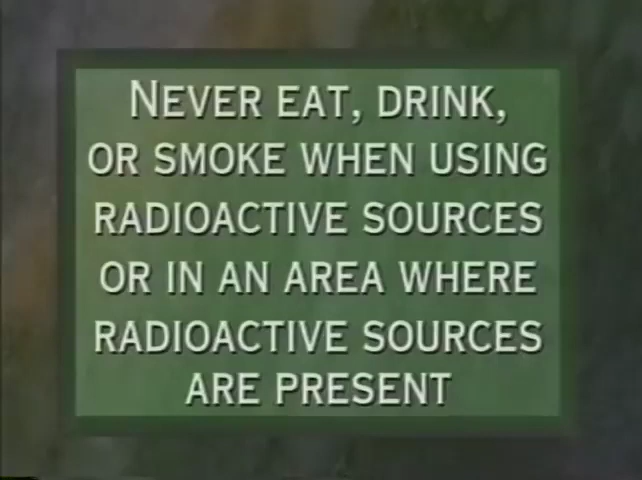 NEVER EAT, DRINK,
OR SMOKE WHEN USING
RADIOACTIVE SOURCES
OR IN AN AREA WHERE
RADIOACTIVE SOURCES
ARE PRESENT